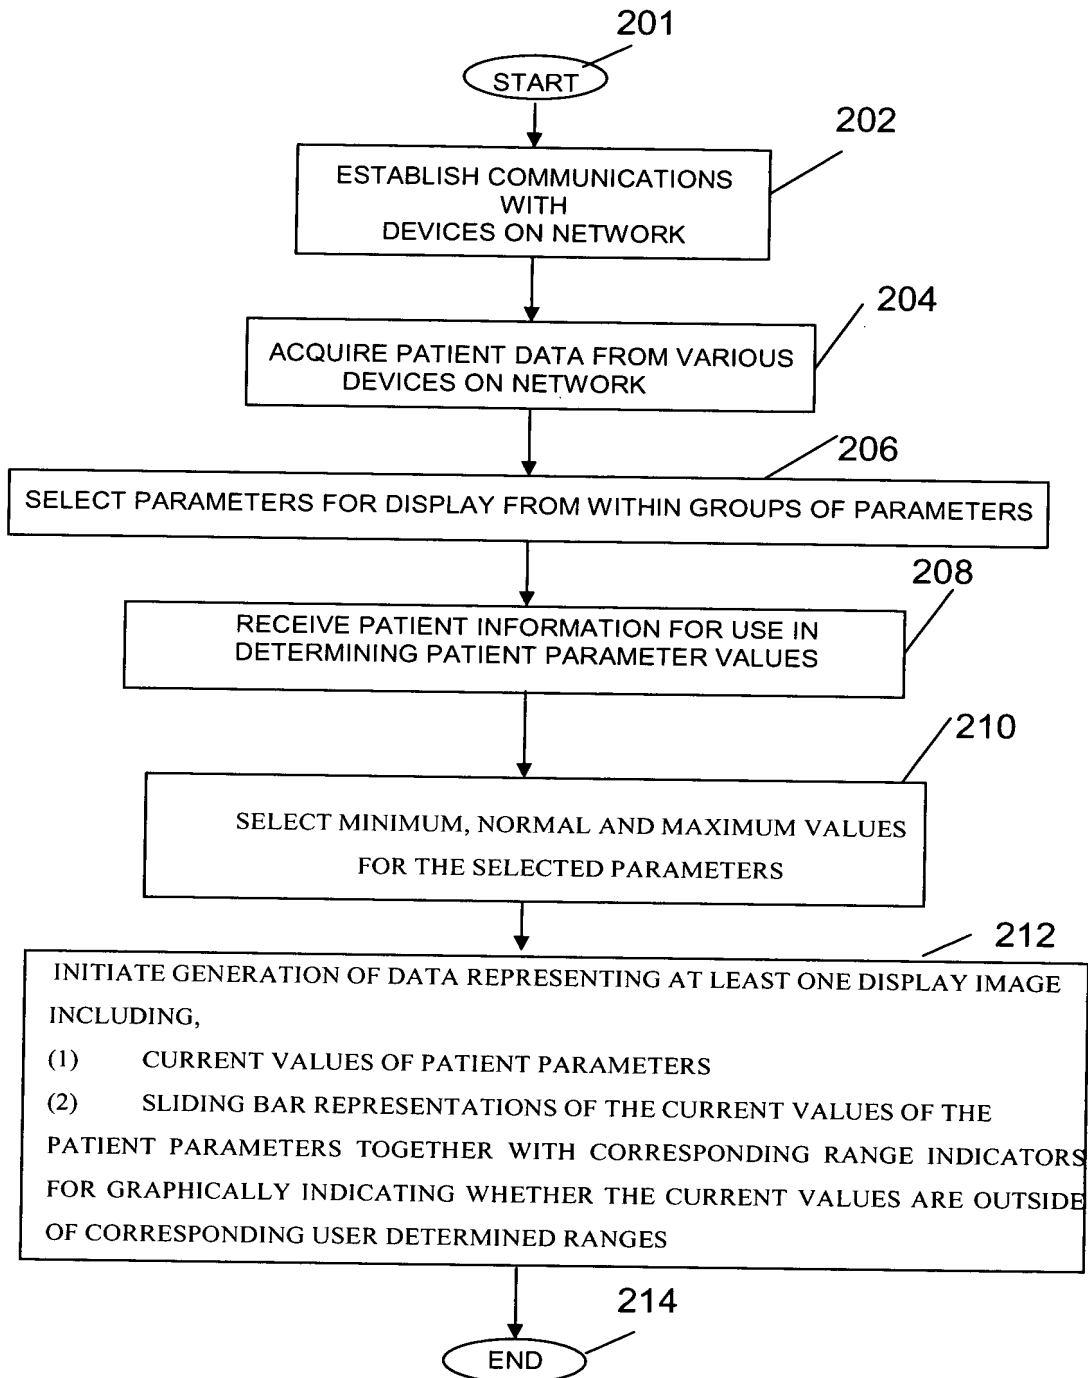 201
START
202
ESTABLISH COMMUNICATIONS
WITH
DEVICES ON NETWORK
204
ACQUIRE PATIENT DATA FROM VARIOUS
DEVICES ON NETWORK
206
SELECT PARAMETERS FOR DISPLAY FROM WITHIN GROUPS OF PARAMETERS
208
RECEIVE PATIENT INFORMATION FOR USE IN
DETERMINING PATIENT PARAMETER VALUES
210
SELECT MINIMUM, NORMAL AND MAXIMUM VALUES
FOR THE SELECTED PARAMETERS
212
INITIATE GENERATION OF DATA REPRESENTING AT LEAST ONE DISPLAY IMAGE
INCLUDING,
(1) CURRENT VALUES OF PATIENT PARAMETERS
(2) SLIDING BAR REPRESENTATIONS OF THE CURRENT VALUES OF THE
PATIENT PARAMETERS TOGETHER WITH CORRESPONDING RANGE INDICATORS
FOR GRAPHICALLY INDICATING WHETHER THE CURRENT VALUES ARE OUTSIDE
OF CORRESPONDING USER DETERMINED RANGES
214
END